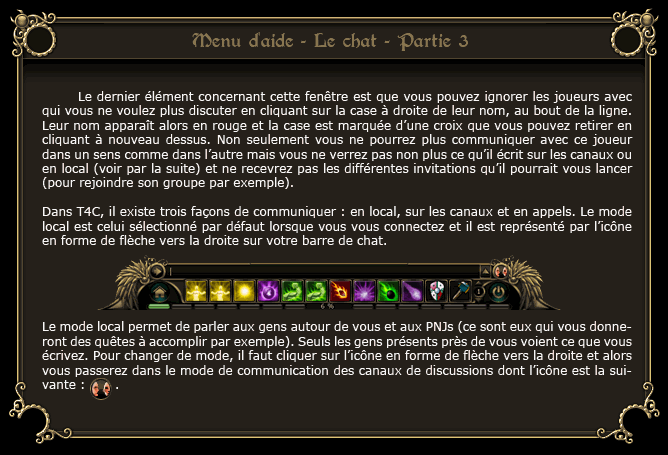 Menu d'aide - Le chat - Partie 3
Le dernier élément concernant cette fenêtre est que vous pouvez ignorer les joueurs avec
qui vous ne voulez plus discuter en cliquant sur la case à droite de leur nom, au bout de la ligne.
Leur nom apparaît alors en rouge et la case est marquée d'une croix que vous pouvez retirer en
cliquant à nouveau dessus. Non seulement vous ne pourrez plus communiquer avec ce joueur
dans un sens comme dans l'autre mais vous ne verrez pas non plus ce qu'il écrit sur les canaux ou
en local (voir par la suite) et ne recevrez pas les différentes invitations qu'il pourrait vous lancer
(pour rejoindre son groupe par exemple).
Dans T4C, il existe trois façons de communiquer : en local, sur les canaux et en appels. Le mode
local est celui sélectionné par défaut lorsque vous vous connectez et il est représenté par l'icône
en forme de flèche vers la droite sur votre barre de chat.
6 %
Le mode local permet de parler aux gens autour de vous et aux PNJs (ce sont eux qui vous donne-
ront des quêtes à accomplir par exemple). Seuls les gens présents près de vous voient ce que vous
écrivez. Pour changer de mode, il faut cliquer sur l'icône en forme de flèche vers la droite et alors
vous passerez dans le mode de communication des canaux de discussions dont l'icône est la sui-
vante : .